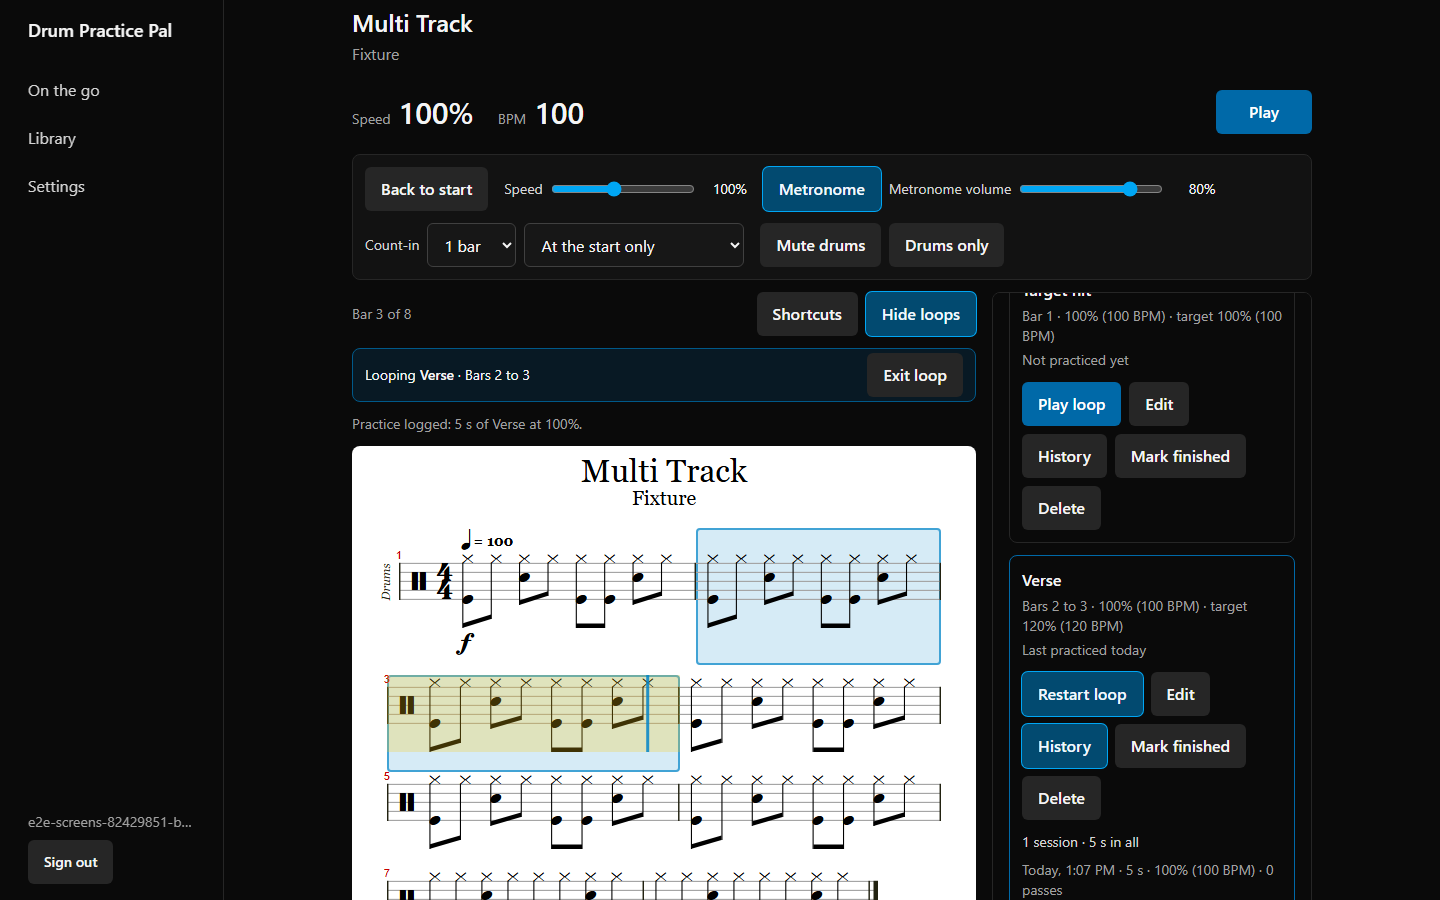 Drum Practice Pal
On the go
Library
Settings
e2e-screens-82429851-b...
Sign out
Multi Track
Fixture
Speed 100% BPM 100
Play
Back to start Speed 100% Metronome Metronome volume 80%
Count-in 1 bar At the start only Mute drums Drums only
Bar 3 of 8
Shortcuts Hide loops
Looping Verse · Bars 2 to 3
Exit loop
Practice logged: 5 s of Verse at 100%.
Multi Track
Fixture
= 100
1
Drums
4
4
f
3
5
7
Target hit
Bar 1 · 100% (100 BPM) · target 100% (100
BPM)
Not practiced yet
Play loop Edit
History Mark finished
Delete
Verse
Bars 2 to 3 · 100% (100 BPM) · target
120% (120 BPM)
Last practiced today
Restart loop Edit
History Mark finished
Delete
1 session · 5 s in all
Today, 1:07 PM · 5 s · 100% (100 BPM) · 0
passes